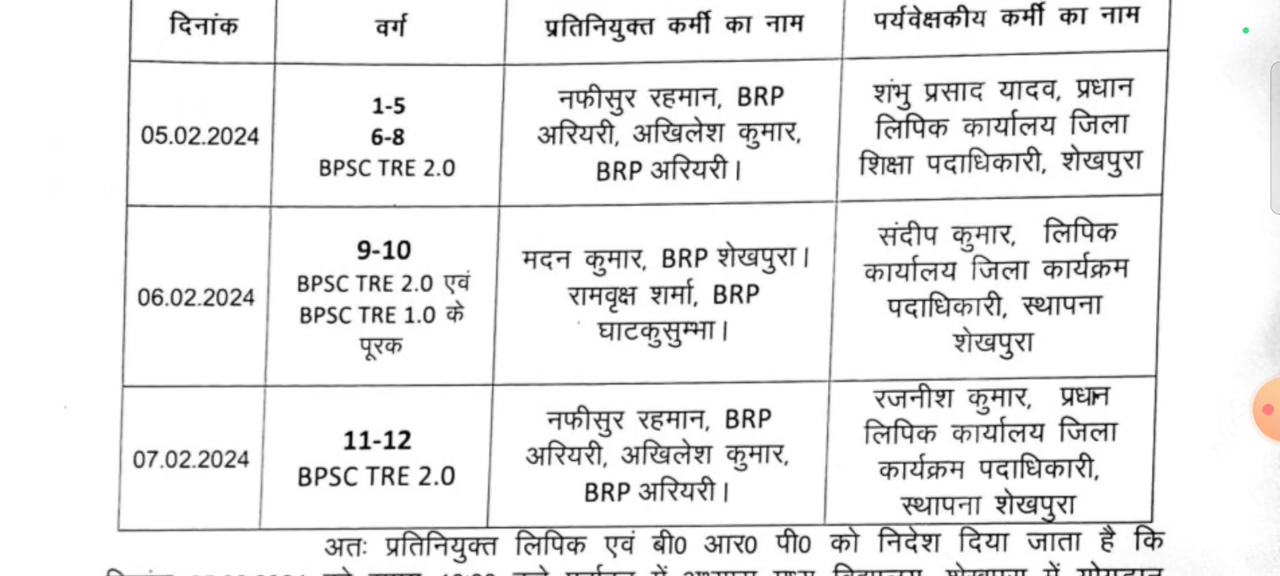 दिनांक
वर्ग
प्रतिनियुक्त कर्मी का नाम
पर्यवेक्षकीय कर्मी का नाम
05.02.2024
1-5
6-8
BPSC TRE 2.0
नफीसुर रहमान, BRP
अरियरी, अखिलेश कुमार,
BRP अरियरी।
शंभु प्रसाद यादव, प्रधान
लिपिक कार्यालय जिला
शिक्षा पदाधिकारी, शेखपुरा
06.02.2024
9-10
BPSC TRE 2.0 एवं
BPSC TRE 1.0 के
पूरक
मदन कुमार, BRP शेखपुरा।
रामवृक्ष शर्मा, BRP
घाटकुसुम्भा।
संदीप कुमार, लिपिक
कार्यालय जिला कार्यक्रम
पदाधिकारी, स्थापना
शेखपुरा
07.02.2024
11-12
BPSC TRE 2.0
नफीसुर रहमान, BRP
अरियरी, अखिलेश कुमार,
BRP अरियरी।
रजनीश कुमार, प्रधान
लिपिक कार्यालय जिला
कार्यक्रम पदाधिकारी,
स्थापना शेखपुरा
अतः प्रतिनियुक्त लिपिक एवं बी0 आर0 पी0 को निदेश दिया जाता है कि